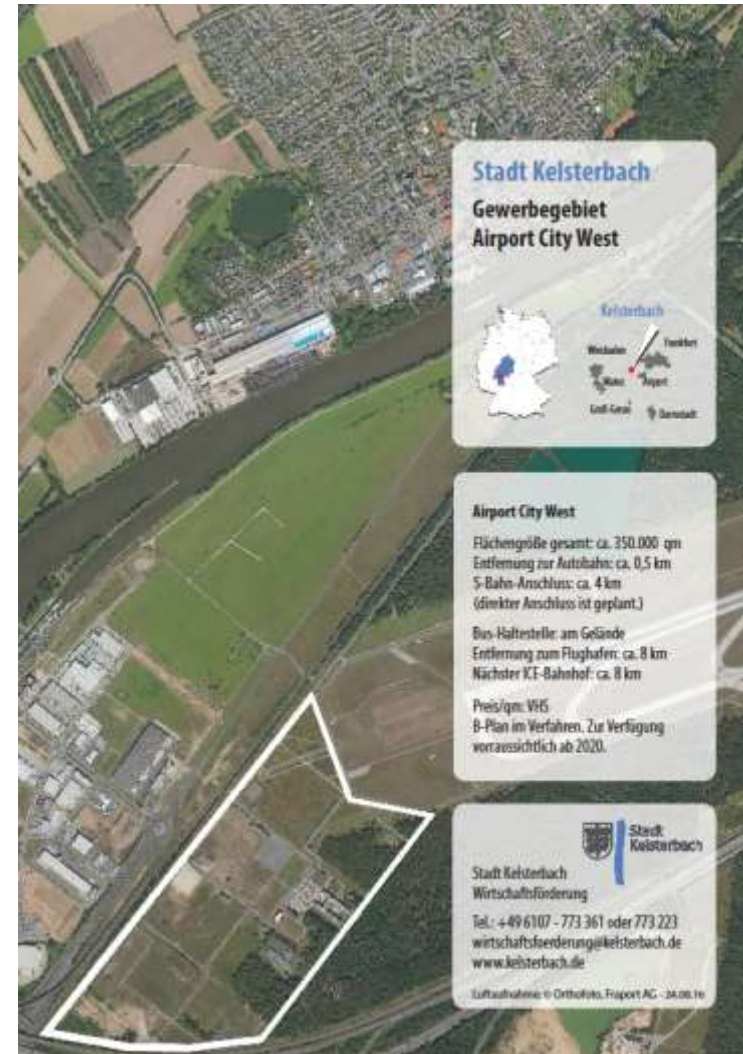 Stadt Kelsterbach
Gewerbegebiet
Airport City West
Kelsterbach
Wiesbaden
Frankfurt
Mainz
Airport
Groß-Gerau
Darmstadt
Airport City West
Flächengröße gesamt: ca. 350.000 qm
Entfernung zur Autobahn: ca. 0,5 km
S-Bahn-Anschluss: ca. 4 km
(direkter Anschluss ist geplant.)
Bus-Haltestelle: am Gelände
Entfernung zum Flughafen: ca. 8 km
Nächster ICE-Bahnhof: ca. 8 km
Preis/qm: VHS
B-Plan im Verfahren. Zur Verfügung
vorraussichtlich ab 2020.
Stadt
Kelsterbach
Stadt Kelsterbach
Wirtschaftsförderung
Tel.: +49 6107 - 773 361 oder 773 223
wirtschaftsfoerderung@kelsterbach.de
www.kelsterbach.de
Luftaufnahme: © Orthofoto, Fraport AG - 24.08.16